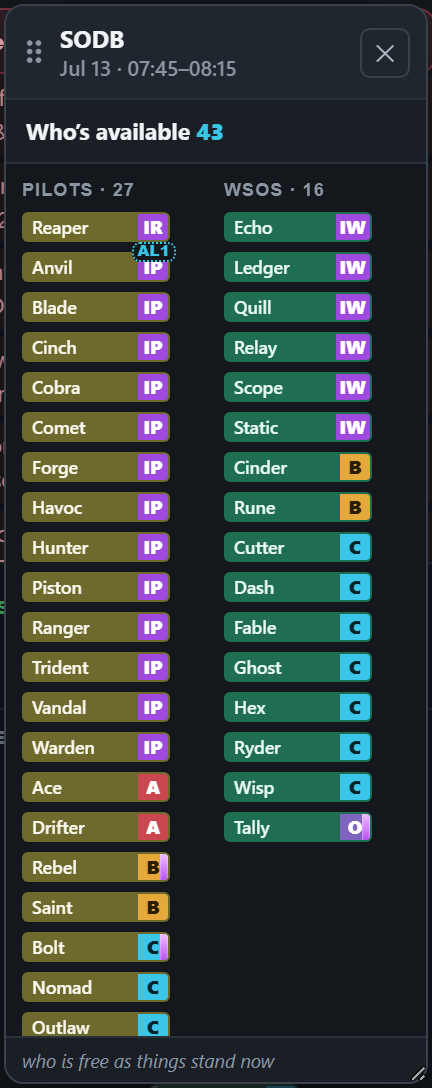 SODB
Jul 13 · 07:45–08:15
Who's available 43
PILOTS · 27
Reaper IR
AL1
Anvil IP
Blade IP
Cinch IP
Cobra IP
Comet IP
Forge IP
Havoc IP
Hunter IP
Piston IP
Ranger IP
Trident IP
Vandal IP
Warden IP
Ace A
Drifter A
Rebel B
Saint B
Bolt C
Nomad C
Outlaw C
WSOS · 16
Echo IW
Ledger IW
Quill IW
Relay IW
Scope IW
Static IW
Cinder B
Rune B
Cutter C
Dash C
Fable C
Ghost C
Hex C
Ryder C
Wisp C
Tally O
who is free as things stand now